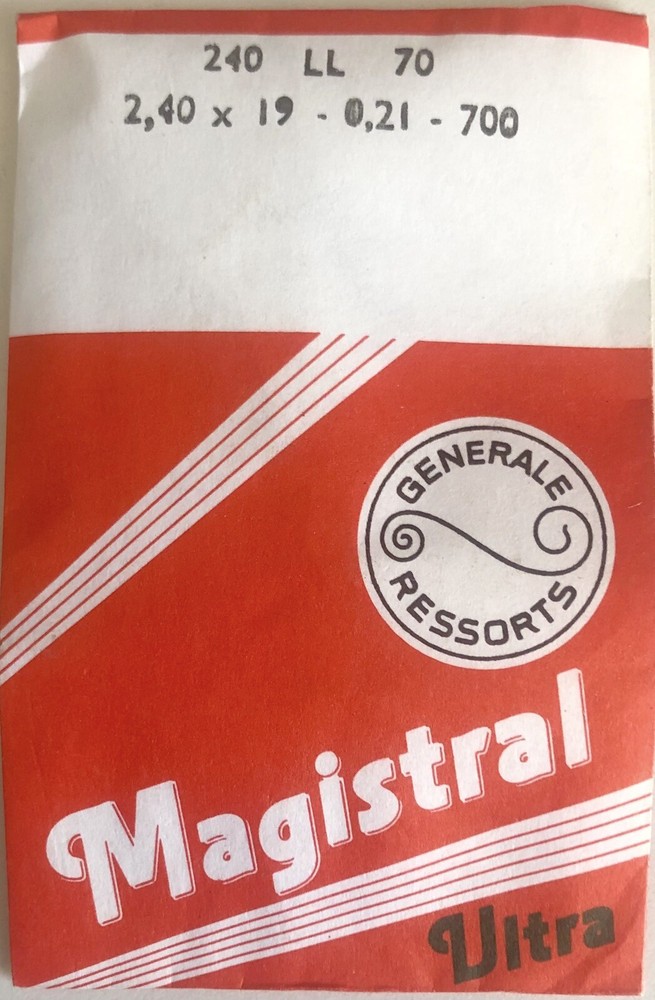 240 LL 70
2,40 x 19 - 0,21 - 700
GENERALE
RESSORTS
Magistral
Ultra